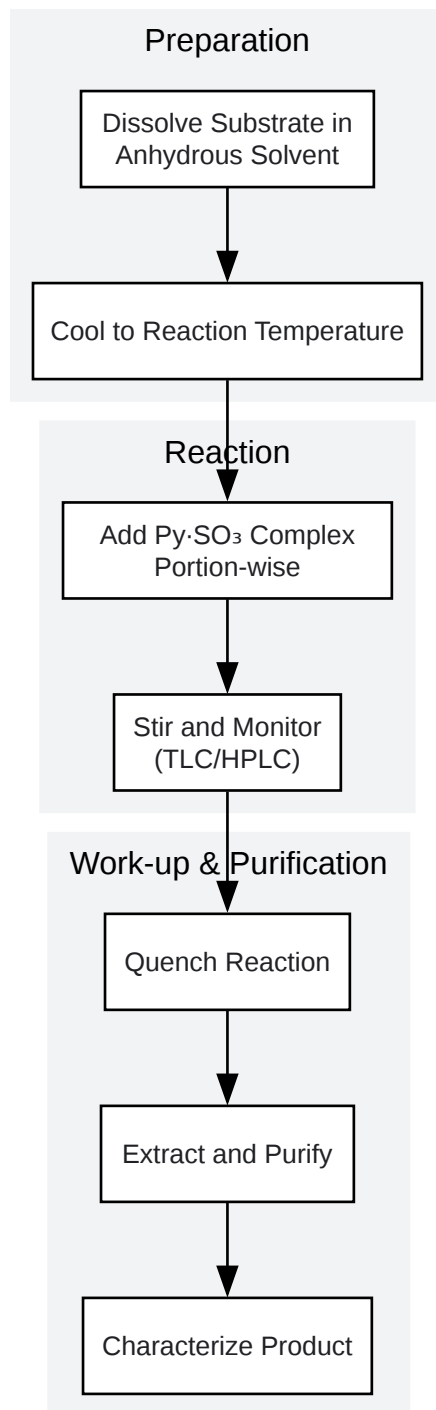 Preparation
Dissolve Substrate in
Anhydrous Solvent
Cool to Reaction Temperature
Reaction
Add Py·SO₃ Complex
Portion-wise
Stir and Monitor
(TLC/HPLC)
Work-up & Purification
Quench Reaction
Extract and Purify
Characterize Product